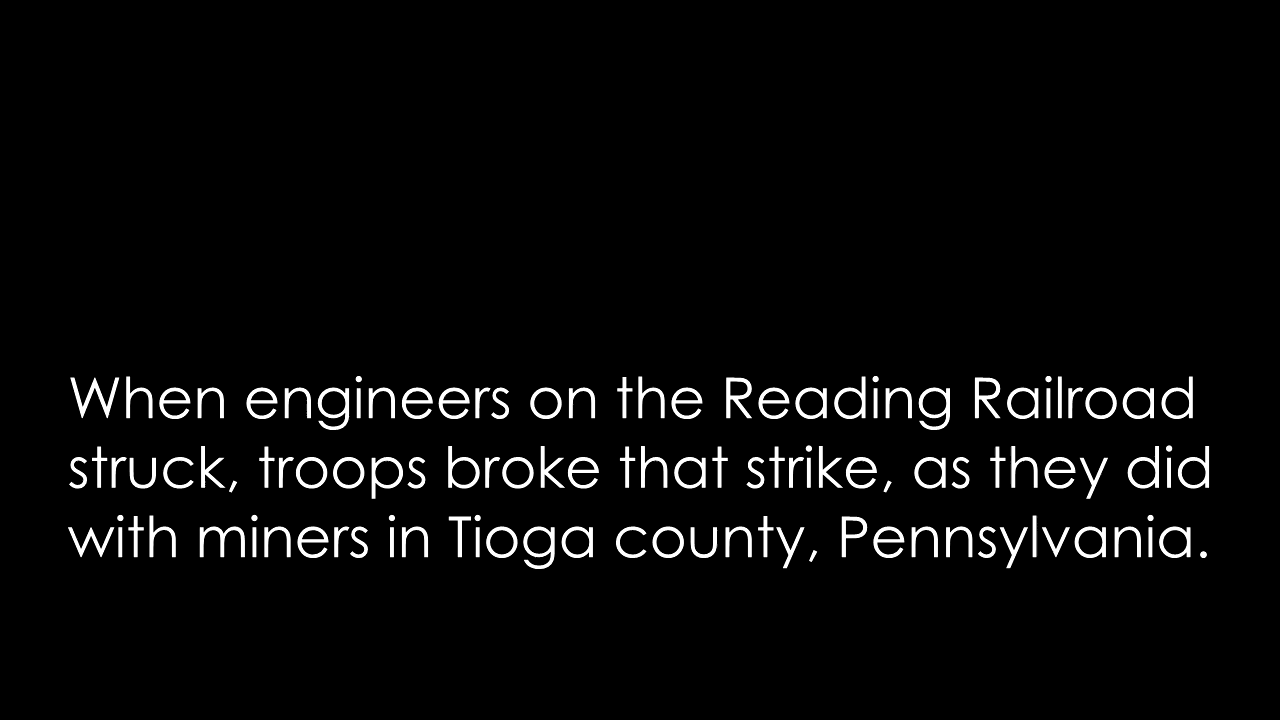 When engineers on the Reading Railroad
struck, troops broke that strike, as they did
with miners in Tioga county, Pennsylvania.